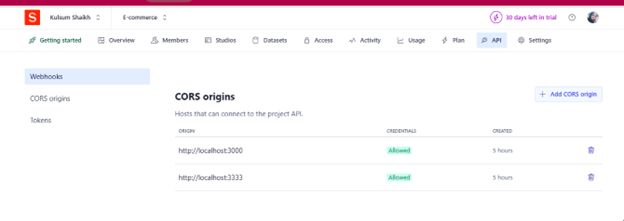 S Kulsum Shaikh E-commerce 30 days left in trial
Getting started Overview Members Studios Datasets Access Activity Usage Plan API Settings
Webhooks
CORS origins
Tokens
CORS origins
+ Add CORS origin
Hosts that can connect to the project API.
ORIGIN CREDENTIALS CREATED
http://localhost:3000 Allowed 5 hours
http://localhost:3333 Allowed 5 hours